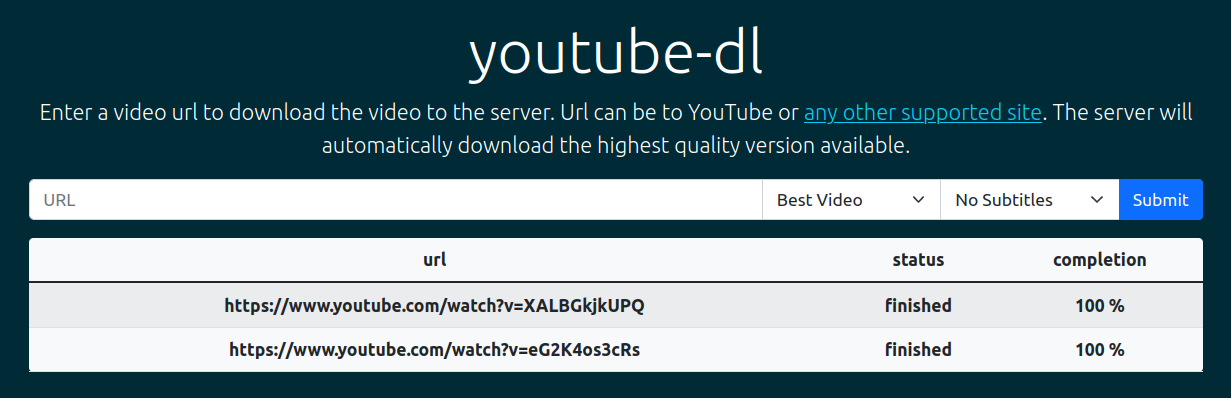 youtube-dl
Enter a video url to download the video to the server. Url can be to YouTube or any other supported site. The server will
automatically download the highest quality version available.
URL Best Video No Subtitles Submit
url status completion
https://www.youtube.com/watch?v=XALBGkjkUPQ finished 100 %
https://www.youtube.com/watch?v=eG2K4os3cRs finished 100 %